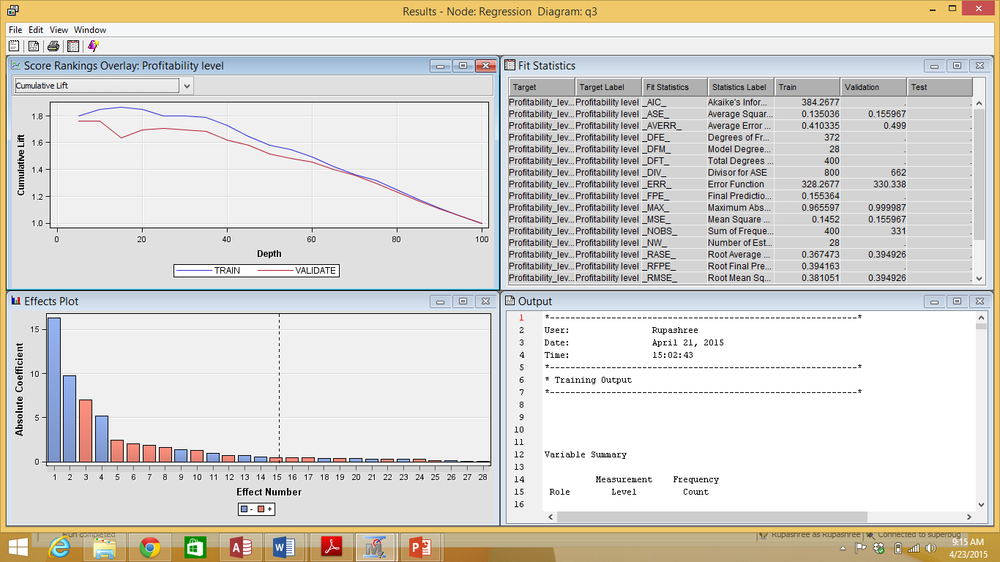 Results - Node: Regression Diagram: q3
File Edit View Window
Score Rankings Overlay: Profitability level
Cumulative Lift
Cumulative Lift
1.8
1.6
1.4
1.2
1.0
0 20 40 60 80 100
Depth
TRAIN VALIDATE
Fit Statistics
Target Target Label Fit Statistics Statistics Label Train Validation Test
Profitability_lev... Profitability level _AIC_ Akaike's Infor... 384.2677 . .
Profitability_lev... Profitability level _ASE_ Average Squar... 0.135036 0.155967 .
Profitability_lev... Profitability level _AVERR_ Average Error ... 0.410335 0.499 .
Profitability_lev... Profitability level _DFE_ Degrees of Fr... 372 . .
Profitability_lev... Profitability level _DFM_ Model Degree... 28 . .
Profitability_lev... Profitability level _DFT_ Total Degrees ... 400 . .
Profitability_lev... Profitability level _DIV_ Divisor for ASE 800 662 .
Profitability_lev... Profitability level _ERR_ Error Function 328.2677 330.338 .
Profitability_lev... Profitability level _FPE_ Final Predictio... 0.155364 . .
Profitability_lev... Profitability level _MAX_ Maximum Abs... 0.965597 0.999987 .
Profitability_lev... Profitability level _MSE_ Mean Square ... 0.1452 0.155967 .
Profitability_lev... Profitability level _NOBS_ Sum of Freque... 400 331 .
Profitability_lev... Profitability level _NW_ Number of Est... 28 . .
Profitability_lev... Profitability level _RASE_ Root Average ... 0.367473 0.394926 .
Profitability_lev... Profitability level _RFPE_ Root Final Pre... 0.394163 . .
Profitability_lev... Profitability level _RMSE_ Root Mean Sq... 0.381051 0.394926 .
Effects Plot
Absolute Coefficient
15
10
5
0
1 2 3 4 5 6 7 8 9 10 11 12 13 14 15 16 17 18 19 20 21 22 23 24 25 26 27 28
Effect Number
- +
Output
1 *------------------------------------------------------------*
2 User: Rupashree
3 Date: April 21, 2015
4 Time: 15:02:43
5 *------------------------------------------------------------*
6 * Training Output
7 *------------------------------------------------------------*
8
9
10
11
12 Variable Summary
13
14 Measurement Frequency
15 Role Level Count
16
Run completed
Rupashree as Rupashree
Connected to superbug
9:15 AM
4/23/2015